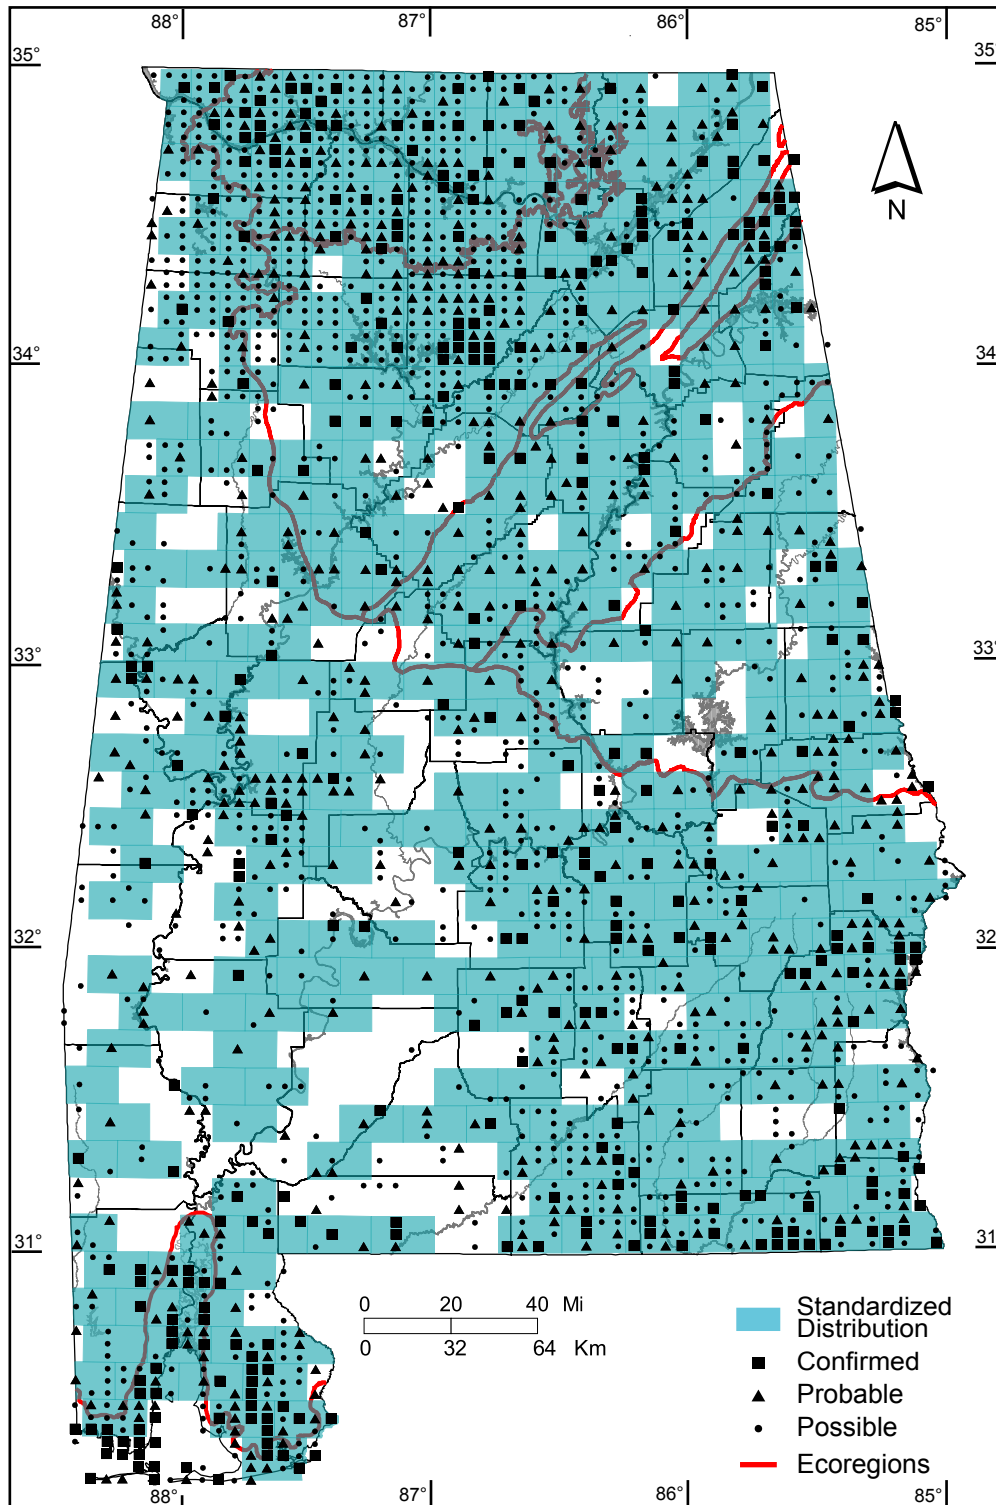 88° 87° 86° 85°
35° 35°
N
34° 34°
33° 33°
32° 32°
31° 31°
0 20 40 Mi
0 32 64 Km
Standardized
Distribution
Confirmed
Probable
Possible
Ecoregions
88° 87° 86° 85°